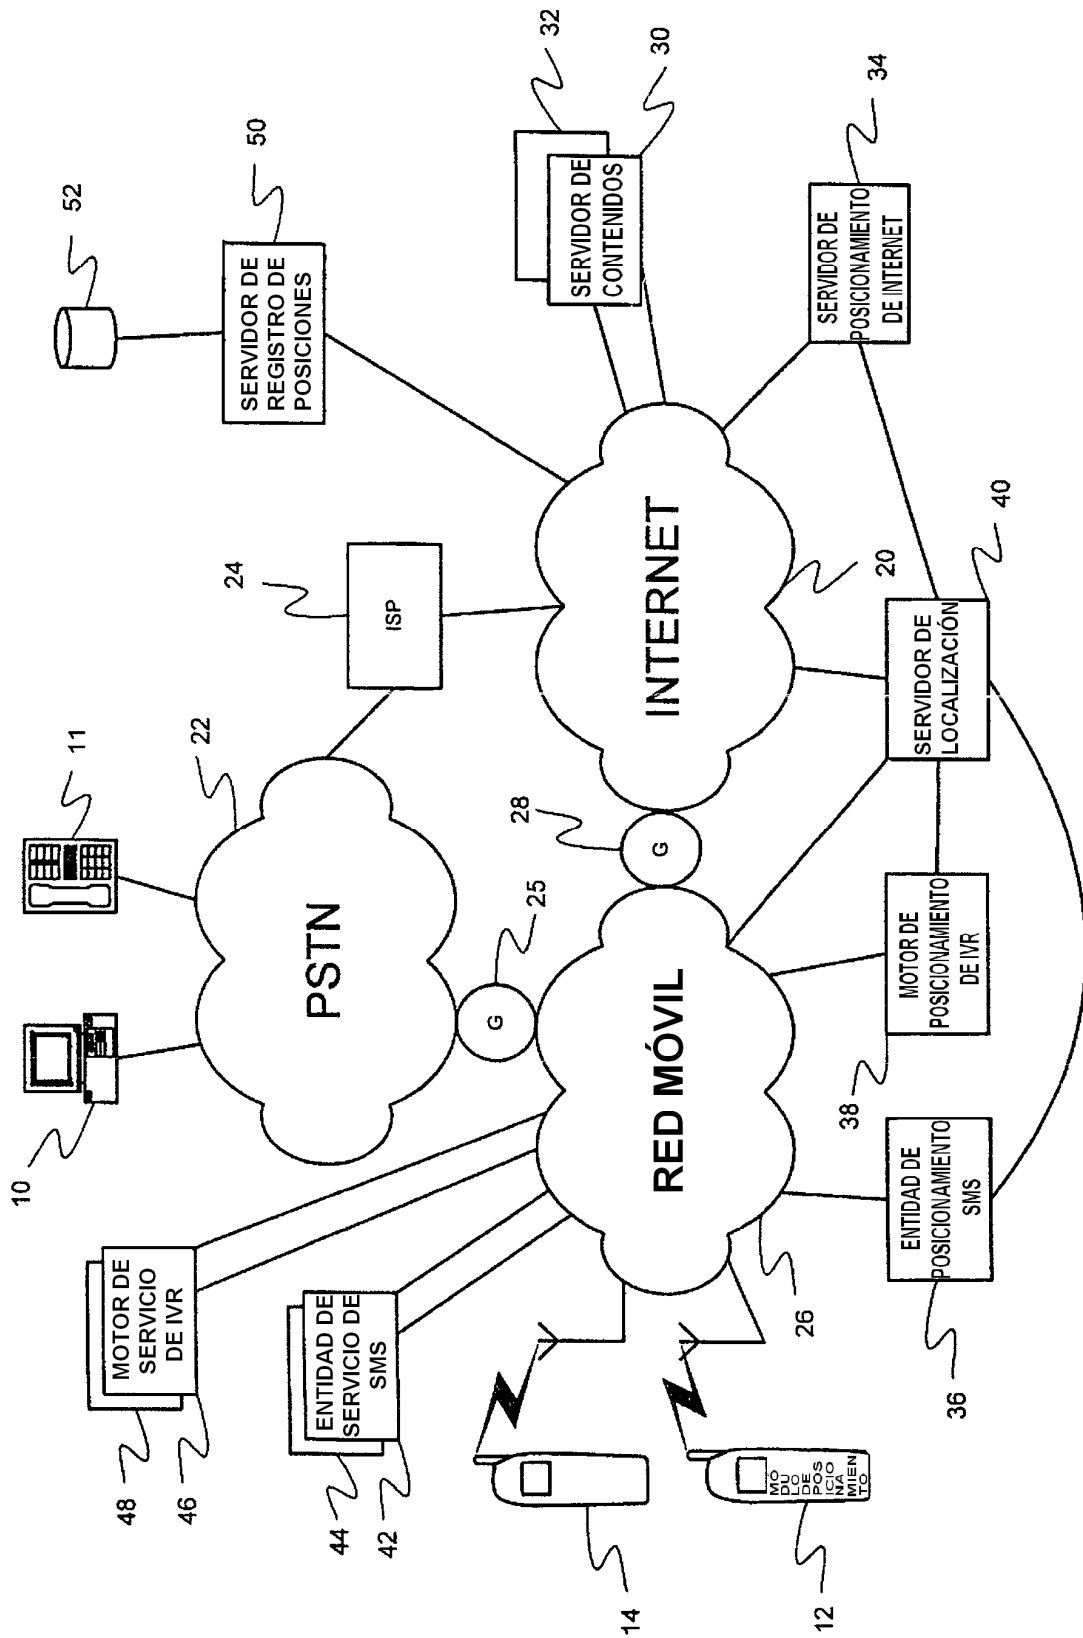 52
50
SERVIDOR DE
REGISTRO DE
POSICIONES
32
30
SERVIDOR DE
CONTENIDOS
34
SERVIDOR DE
POSICIONAMIENTO
DE INTERNET
24
ISP
INTERNET
20
40
SERVIDOR DE
LOCALIZACIÓN
11
22
PSTN
28
G
25
G
10
RED MÓVIL
MOTOR DE
POSICIONAMIENTO
DE IVR
38
ENTIDAD DE
POSICIONAMIENTO
SMS
36
26
MOTOR DE
SERVICIO
DE IVR
48
46
ENTIDAD DE
SERVICIO DE
SMS
44
42
14
MO
DU
LO
DE
POS
ICIO
NA
MIEN
TO
12